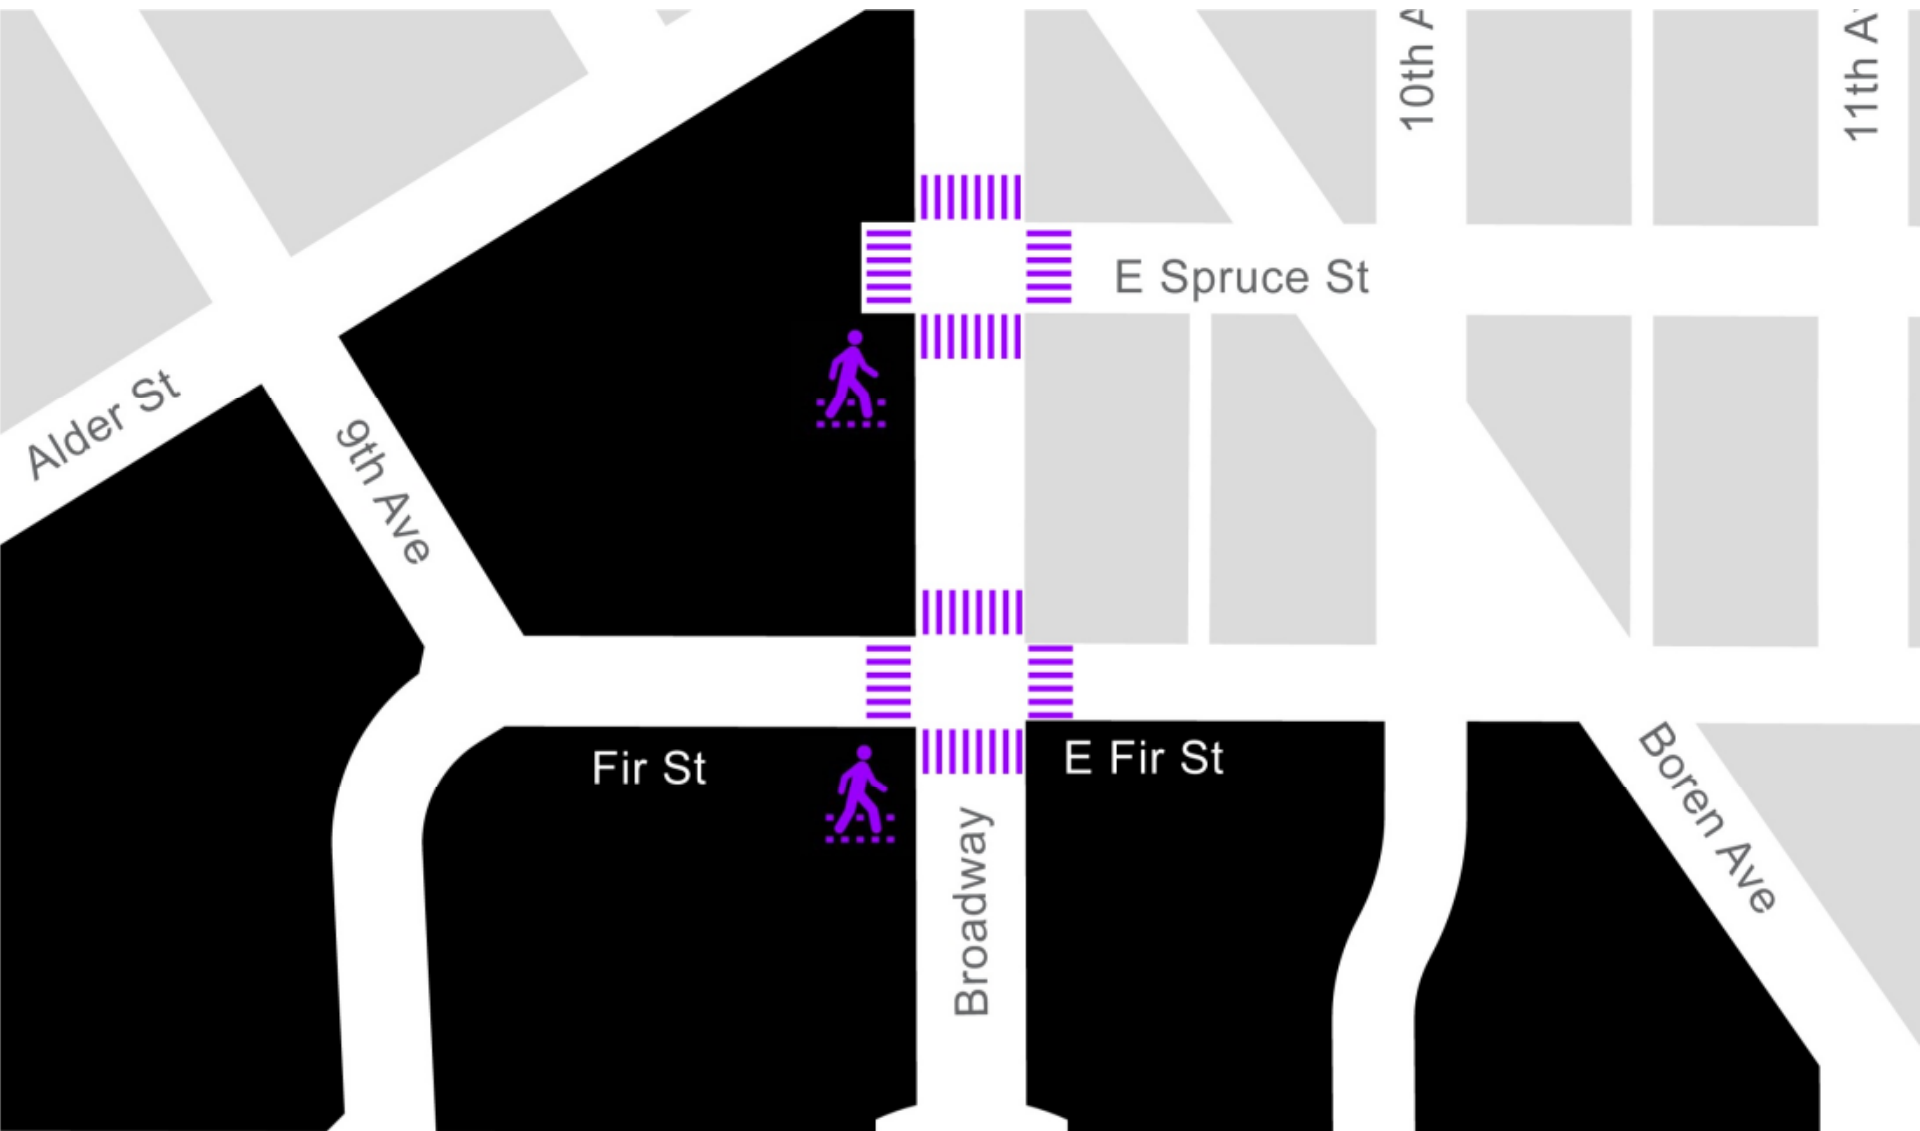 10th A
11th A
E Spruce St
Alder St
9th Ave
Fir St
E Fir St
Boren Ave
Broadway